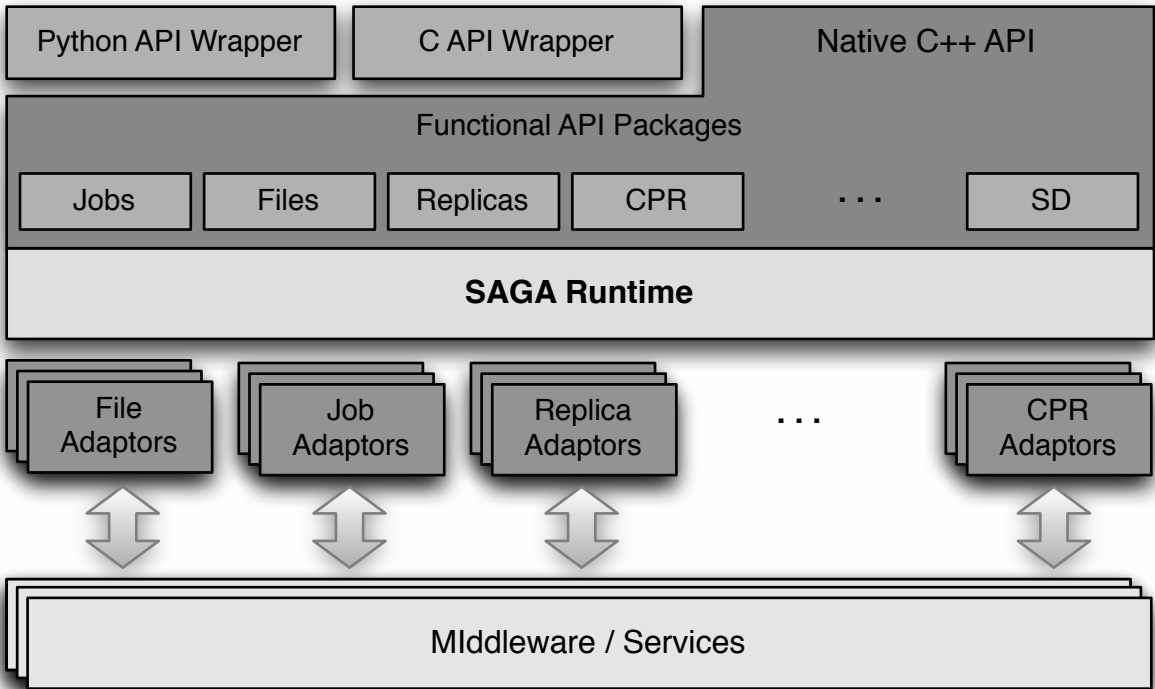 Python API Wrapper
C API Wrapper
Native C++ API
Functional API Packages
Jobs
Files
Replicas
CPR
. . .
SD
SAGA Runtime
File
Adaptors
Job
Adaptors
Replica
Adaptors
. . .
CPR
Adaptors
MIddleware / Services